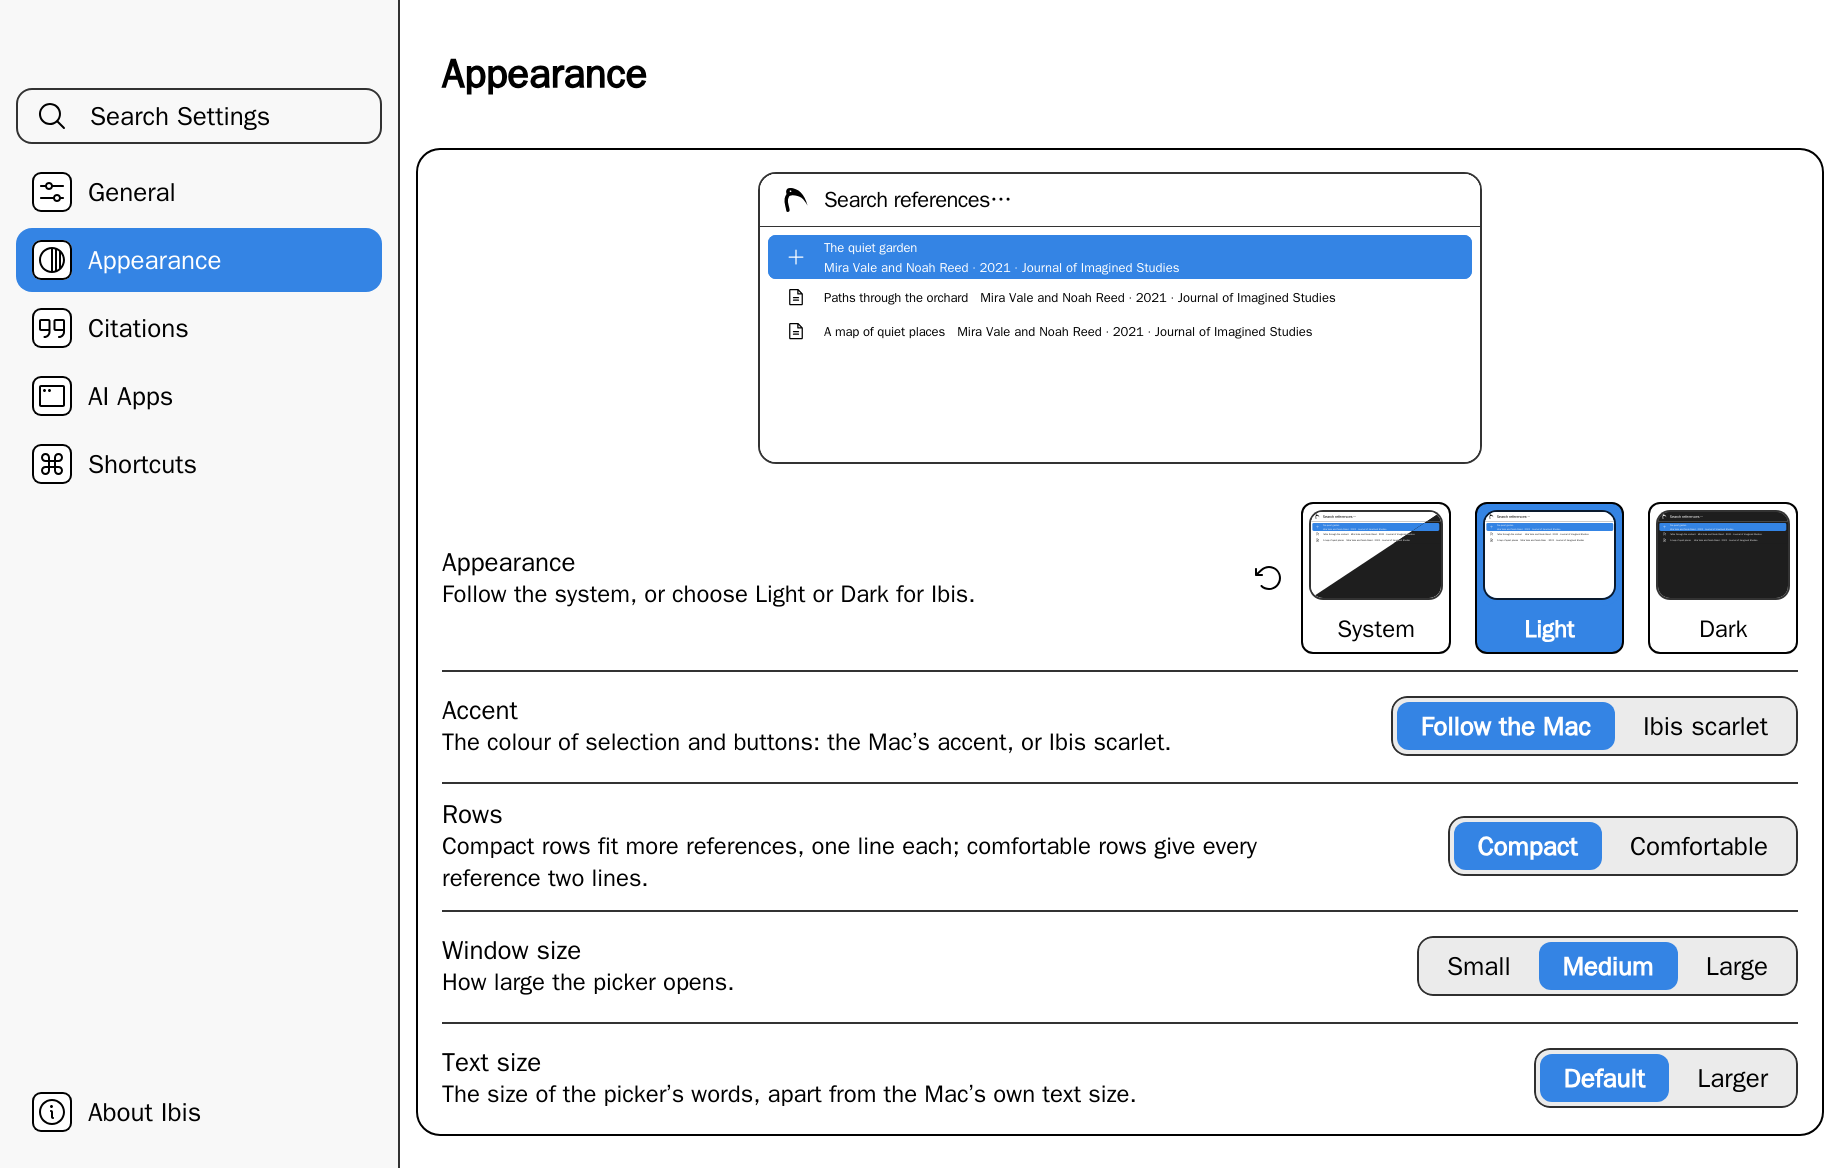 Appearance
Search Settings
General
Appearance
Citations
AI Apps
Shortcuts
About Ibis
Search references…
The quiet garden
Mira Vale and Noah Reed · 2021 · Journal of Imagined Studies
Paths through the orchard Mira Vale and Noah Reed · 2021 · Journal of Imagined Studies
A map of quiet places Mira Vale and Noah Reed · 2021 · Journal of Imagined Studies
Appearance
Follow the system, or choose Light or Dark for Ibis.
System
Light
Dark
Accent
The colour of selection and buttons: the Mac’s accent, or Ibis scarlet.
Follow the Mac
Ibis scarlet
Rows
Compact rows fit more references, one line each; comfortable rows give every
reference two lines.
Compact
Comfortable
Window size
How large the picker opens.
Small
Medium
Large
Text size
The size of the picker’s words, apart from the Mac’s own text size.
Default
Larger